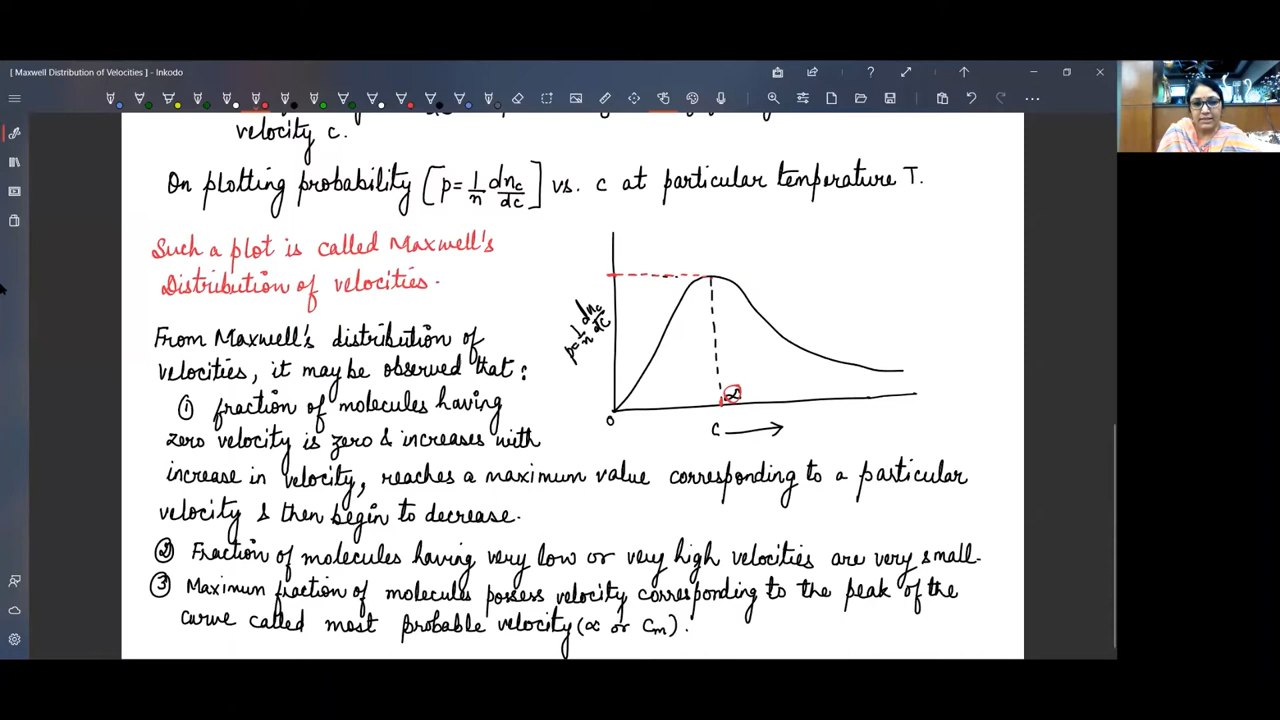 [ Maxwell Distribution of Velocities ] - Inkodo
velocity c.
On plotting probability [p = 1/n dnc/dc] vs. c at particular temperature T.
Such a plot is called Maxwell's
Distribution of velocities.
p = 1/n dnc/dc
α
0
C →
From Maxwell's distribution of
velocities, it may be observed that :
① fraction of molecules having
zero velocity is zero & increases with
increase in velocity, reaches a maximum value corresponding to a particular
velocity & then begin to decrease.
② Fraction of molecules having very low or very high velocities are very small.
③ Maximum fraction of molecules possess velocity corresponding to the peak of the
curve called most probable velocity (α or Cm).